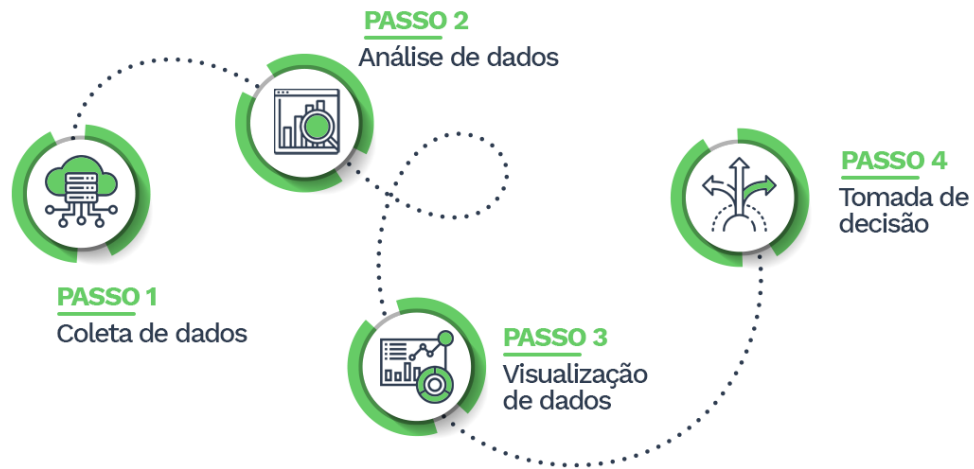 PASSO 1
Coleta de dados
PASSO 2
Análise de dados
PASSO 3
Visualização
de dados
PASSO 4
Tomada de
decisão